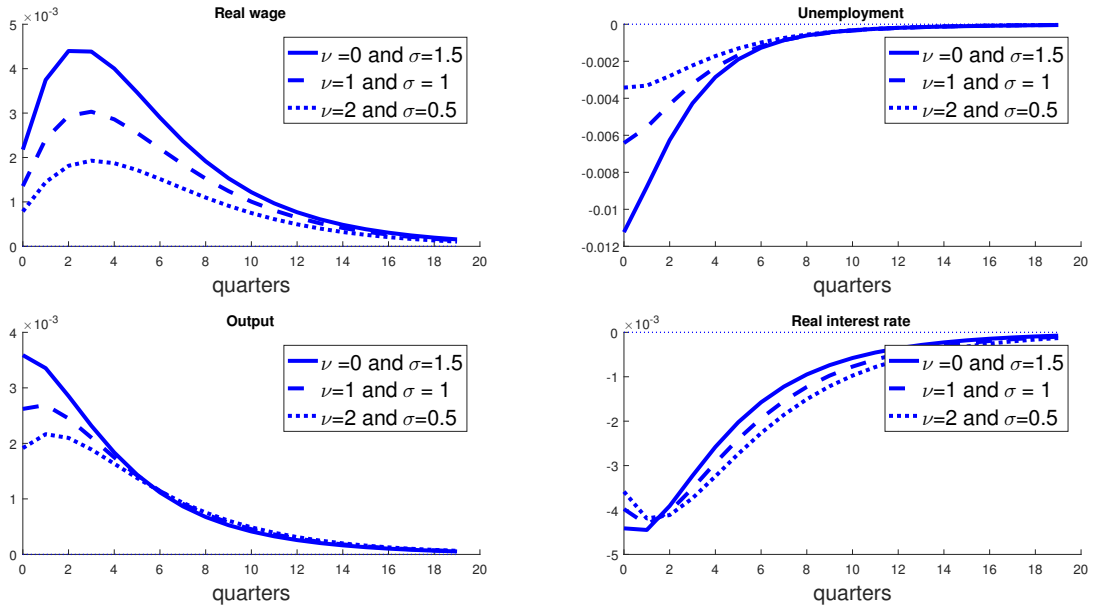 Real wage
×10⁻³
5
4
3
2
1
0
0 2 4 6 8 10 12 14 16 18 20
quarters
ν =0 and σ=1.5
ν=1 and σ = 1
ν=2 and σ=0.5
Unemployment
0
-0.002
-0.004
-0.006
-0.008
-0.01
-0.012
0 2 4 6 8 10 12 14 16 18 20
quarters
ν =0 and σ=1.5
ν=1 and σ = 1
ν=2 and σ=0.5
Output
×10⁻³
4
3
2
1
0
0 2 4 6 8 10 12 14 16 18 20
quarters
ν =0 and σ=1.5
ν=1 and σ = 1
ν=2 and σ=0.5
Real interest rate
×10⁻³
0
-1
-2
-3
-4
-5
0 2 4 6 8 10 12 14 16 18 20
quarters
ν =0 and σ=1.5
ν=1 and σ = 1
ν=2 and σ=0.5